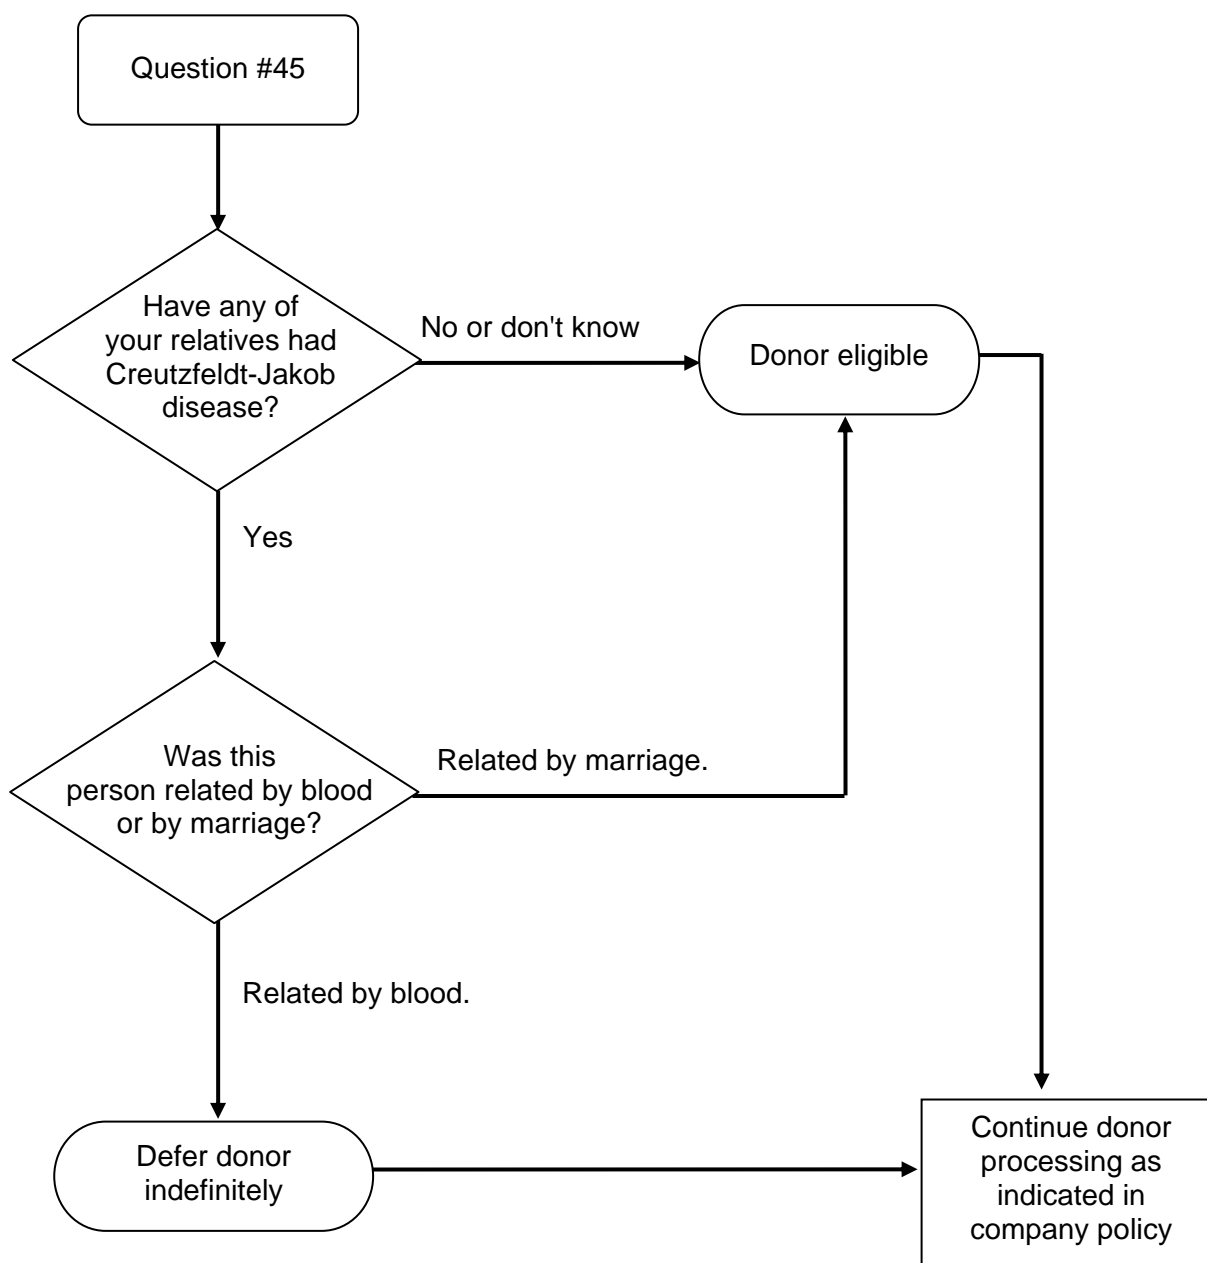 Question #45
Have any of
your relatives had
Creutzfeldt-Jakob
disease?
No or don't know
Donor eligible
Yes
Was this
person related by blood
or by marriage?
Related by marriage.
Related by blood.
Defer donor
indefinitely
Continue donor
processing as
indicated in
company policy